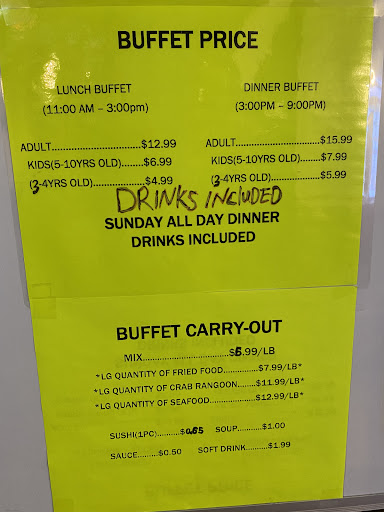 BUFFET PRICE
LUNCH BUFFET
(11:00 AM – 3:00pm)
ADULT..............................$12.99
KIDS(5-10YRS OLD).......$6.99
(3-4YRS OLD)................$4.99
DINNER BUFFET
(3:00PM – 9:00PM)
ADULT.............................$15.99
KIDS(5-10YRS OLD).......$7.99
(3-4YRS OLD)................$5.99
DRINKS INCLUDED
SUNDAY ALL DAY DINNER
DRINKS INCLUDED
BUFFET CARRY-OUT
MIX..........................$6.99/LB
*LG QUANTITY OF FRIED FOOD............$7.99/LB*
*LG QUANTITY OF CRAB RANGOON......$11.99/LB*
*LG QUANTITY OF SEAFOOD...............$12.99/LB*
SUSHI(1PC).........$0.85 SOUP..........$1.00
SAUCE.........$0.50 SOFT DRINK.........$1.99